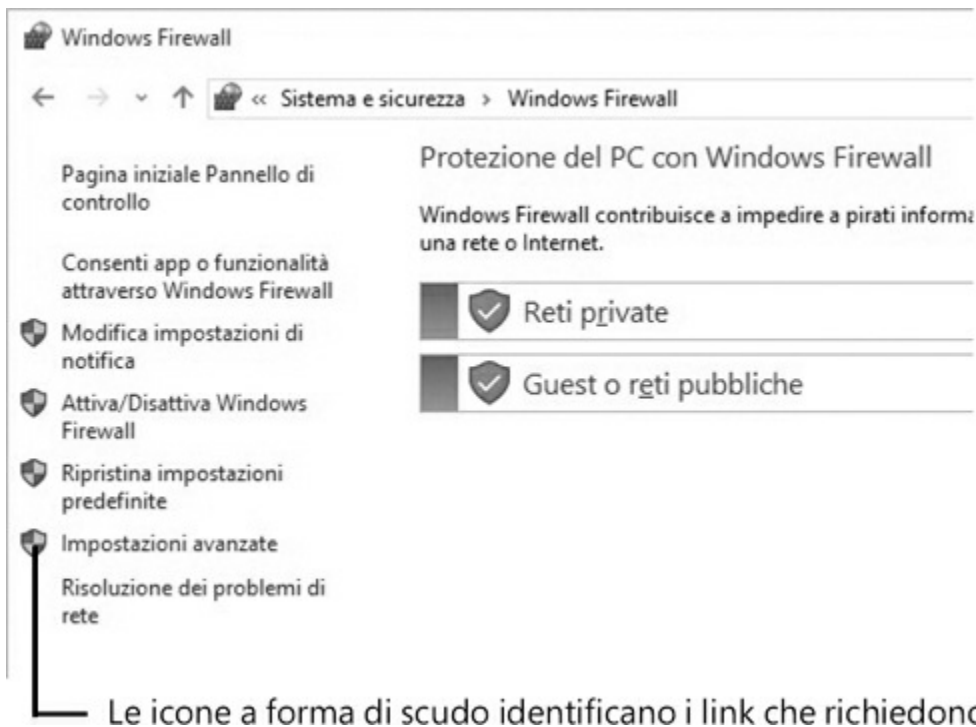 Windows Firewall
« Sistema e sicurezza > Windows Firewall
Pagina iniziale Pannello di
controllo
Consenti app o funzionalità
attraverso Windows Firewall
Modifica impostazioni di
notifica
Attiva/Disattiva Windows
Firewall
Ripristina impostazioni
predefinite
Impostazioni avanzate
Risoluzione dei problemi di
rete
Protezione del PC con Windows Firewall
Windows Firewall contribuisce a impedire a pirati informa
una rete o Internet.
Reti private
Guest o reti pubbliche
Le icone a forma di scudo identificano i link che richiedono